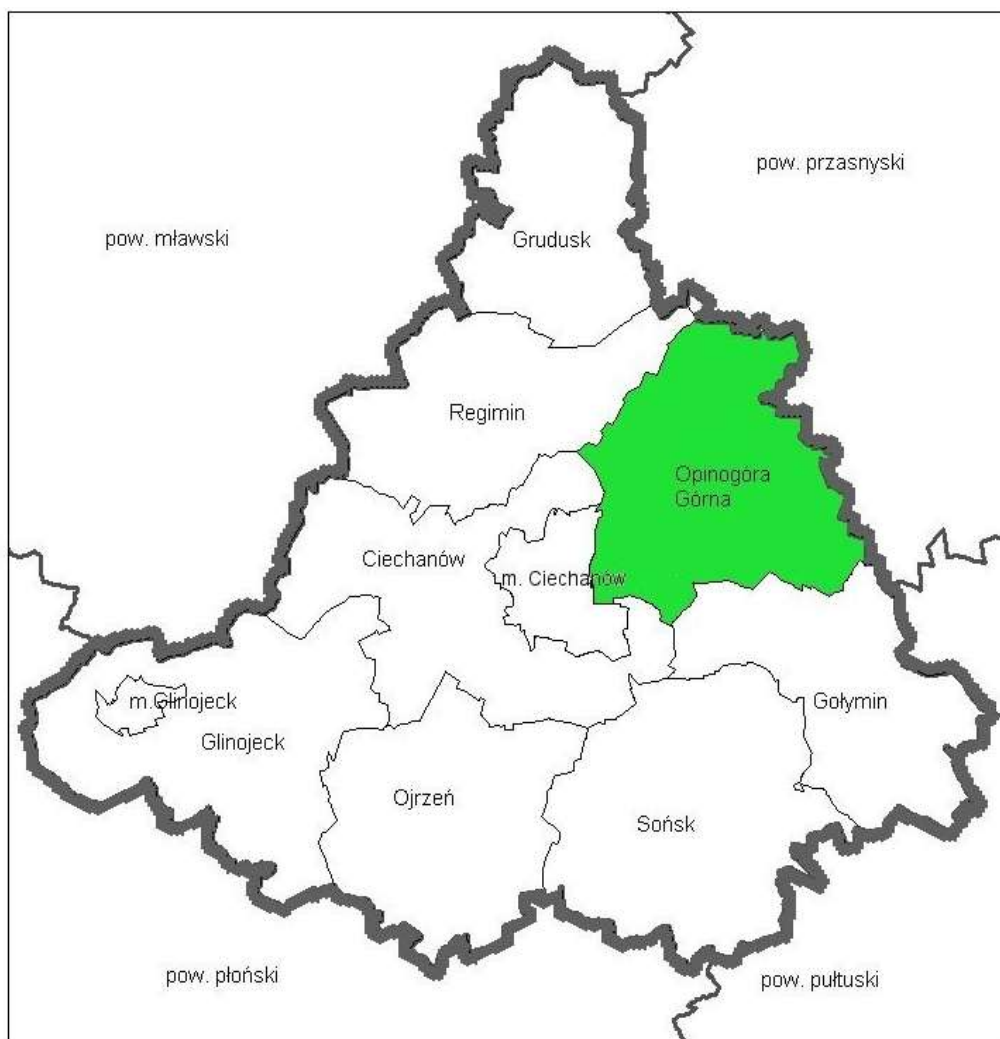 pow. przasnyski
pow. mławski
Grudusk
Regimin
Opinogóra
Górna
Ciechanów
m. Ciechanów
m.Glinojeck
Gołymin
Glinojeck
Ojrzeń
Sońsk
pow. płoński
pow. pułtuski